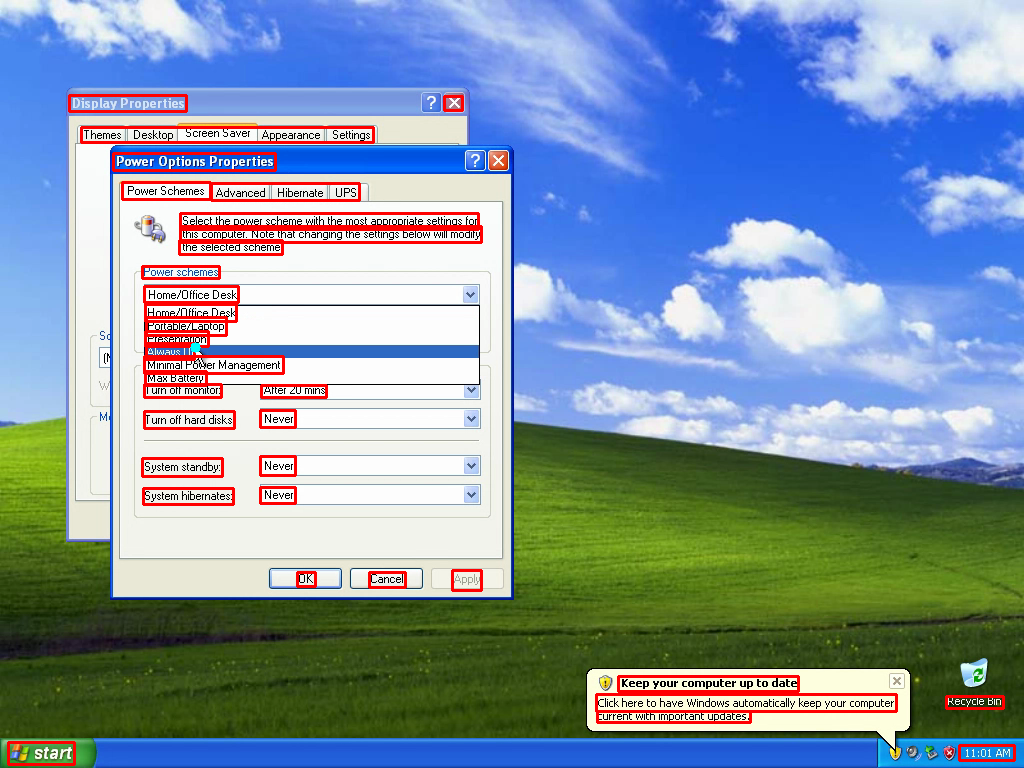 Display Properties
Themes Desktop Screen Saver Appearance Settings
Power Options Properties
Power Schemes Advanced Hibernate UPS
Select the power scheme with the most appropriate settings for
this computer. Note that changing the settings below will modify
the selected scheme.
Power schemes
Home/Office Desk
Home/Office Desk
Portable/Laptop
Presentation
Always On
Minimal Power Management
Max Battery
Turn off monitor: After 20 mins
Turn off hard disks: Never
System standby: Never
System hibernates: Never
OK Cancel Apply
Keep your computer up to date
Click here to have Windows automatically keep your computer
current with important updates.
Recycle Bin
start
11:01 AM